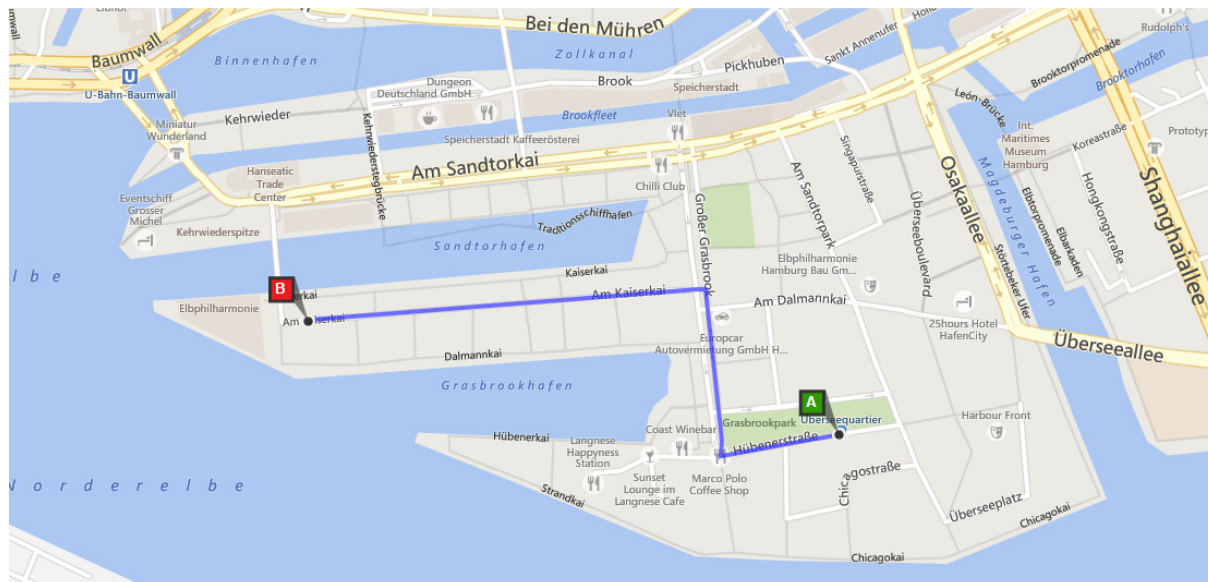 Bei den Mühren
Sankt Annenufer
Rudolph's
Baumwall
Binnenhafen
Zollkanal
Brooktorpromenade
Brooktorhafen
U
U-Bahn-Baumwall
Dungeon
Deutschland GmbH
Brook
Pickhuben
Speicherstadt
León-Brücke
Kehrwieder
Brookfleet
Vlet
Miniatur
Wunderland
Speicherstadt Kaffeerösterei
Int.
Maritimes
Museum
Hamburg
Koreastraße
Prototyp
Kehrwiederstegbrücke
Am Sandtorkai
Chilli Club
Singapurstraße
Am Sandtorpark
Osakaallee
Magdeburger Hafen
Hongkongstraße
Shanghaiallee
Hanseatic
Trade
Center
Eventschiff
Grosser
Michel
Kehrwiederspitze
Traditionsschiffhafen
Sandtorhafen
Großer Grasbrook
Überseeboulevard
Elbtorpromenade
Elbarkaden
Störtebeker Ufer
Elbphilharmonie
Hamburg Bau Gm...
Kaiserkai
elbe
B
Am Kaiserkai
Am Dalmannkai
Elbphilharmonie
25hours Hotel
HafenCity
Europcar
Autovermietung GmbH H...
Überseeallee
Dalmannkai
Grasbrookhafen
A
Grasbrookpark
Überseequartier
Harbour Front
Hübenerkai
Langnese
Happyness
Station
Coast Winebar
Hübenerstraße
Chicagostraße
Sunset
Lounge im
Langnese Cafe
Marco Polo
Coffee Shop
Norderelbe
Strandkai
Überseeplatz
Chicagokai
Chicagokai